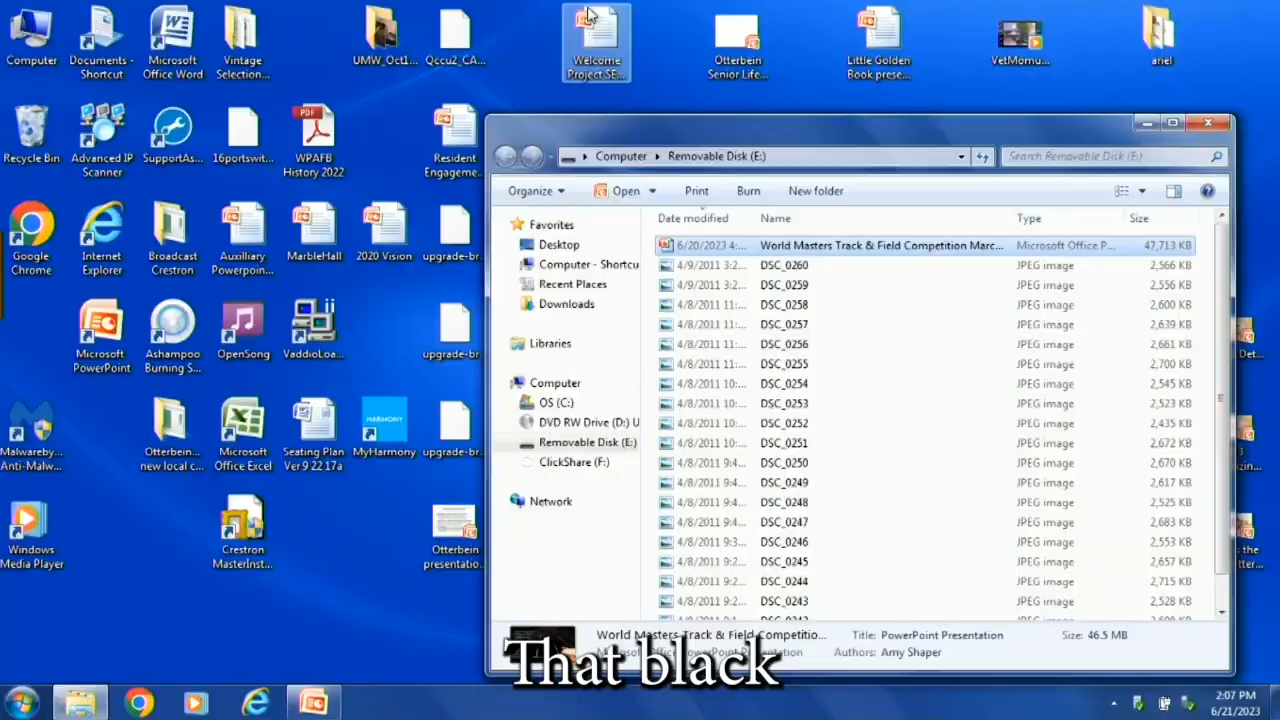 Computer
Documents - Shortcut
Microsoft Office Word
Vintage Selection...
UMW_Oct1...
Qccu2_CA...
Welcome Project SE...
Otterbein Senior Life...
Little Golden Book prese...
VetMomu...
ariel
Recycle Bin
Advanced IP Scanner
SupportAs...
16portswit...
PDF
WPAFB History 2022
Resident Engageme...
Computer
Removable Disk (E:)
Search Removable Disk (E:)
Organize
Open
Print
Burn
New folder
Google Chrome
Internet Explorer
Broadcast Crestron
Auxilliary Powerpoin...
MarbleHall
2020 Vision
upgrade-br...
Microsoft PowerPoint
Ashampoo Burning S...
OpenSong
VaddioLoa...
upgrade-br...
Malwareby... Anti-Malw...
Otterbein... new local c...
Microsoft Office Excel
Seating Plan Ver 9 22 17a
HARMONY
MyHarmony
upgrade-br...
Windows Media Player
Crestron MasterInst...
Otterbein presentatio...
Favorites
Desktop
Computer - Shortcu
Recent Places
Downloads
Libraries
Computer
OS (C:)
DVD RW Drive (D:) U
Removable Disk (E:)
ClickShare (F:)
Network
Date modified Name Type Size
6/20/2023 4:... World Masters Track & Field Competition Marc... Microsoft Office P... 47,713 KB
4/9/2011 3:2... DSC_0260 JPEG image 2,566 KB
4/9/2011 3:2... DSC_0259 JPEG image 2,556 KB
4/8/2011 11:... DSC_0258 JPEG image 2,600 KB
4/8/2011 11:... DSC_0257 JPEG image 2,639 KB
4/8/2011 11:... DSC_0256 JPEG image 2,661 KB
4/8/2011 11:... DSC_0255 JPEG image 2,700 KB
4/8/2011 10:... DSC_0254 JPEG image 2,545 KB
4/8/2011 10:... DSC_0253 JPEG image 2,523 KB
4/8/2011 10:... DSC_0252 JPEG image 2,435 KB
4/8/2011 10:... DSC_0251 JPEG image 2,672 KB
4/8/2011 9:4... DSC_0250 JPEG image 2,670 KB
4/8/2011 9:4... DSC_0249 JPEG image 2,617 KB
4/8/2011 9:4... DSC_0248 JPEG image 2,525 KB
4/8/2011 9:4... DSC_0247 JPEG image 2,683 KB
4/8/2011 9:3... DSC_0246 JPEG image 2,553 KB
4/8/2011 9:2... DSC_0245 JPEG image 2,657 KB
4/8/2011 9:2... DSC_0244 JPEG image 2,715 KB
4/8/2011 9:2... DSC_0243 JPEG image 2,528 KB
World Masters Track & Field Competitio... Title: PowerPoint Presentation Size: 46.5 MB
Authors: Amy Shaper
That black
2:07 PM
6/21/2023